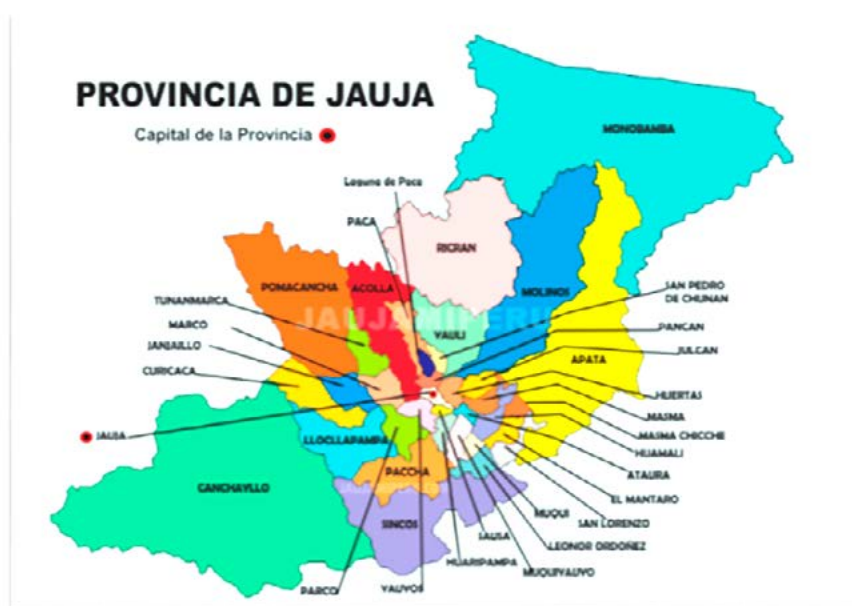 PROVINCIA DE JAUJA
Capital de la Provincia
MONOBAMBA
Laguna de Paca
PACA
RICRAN
POMACANCHA
ACOLLA
MOLINOS
SAN PEDRO
DE CHUNAN
TUNANMARCA
JAUJAMIPERU
YAULI
PANCAN
MARCO
JULCAN
JANJAILLO
APATA
CURICACA
HUERTAS
MASMA
JAUJA
LLOCLLAPAMPA
MASMA CHICCHE
HUAMALI
ATAURA
PACCHA
CANCHAYLLO
EL MANTARO
MUQUI
SINCOS
SAN LORENZO
SAUSA
LEONOR ORDOÑEZ
HUARIPAMPA
MUQUIYAUYO
PARCO
YAUYOS